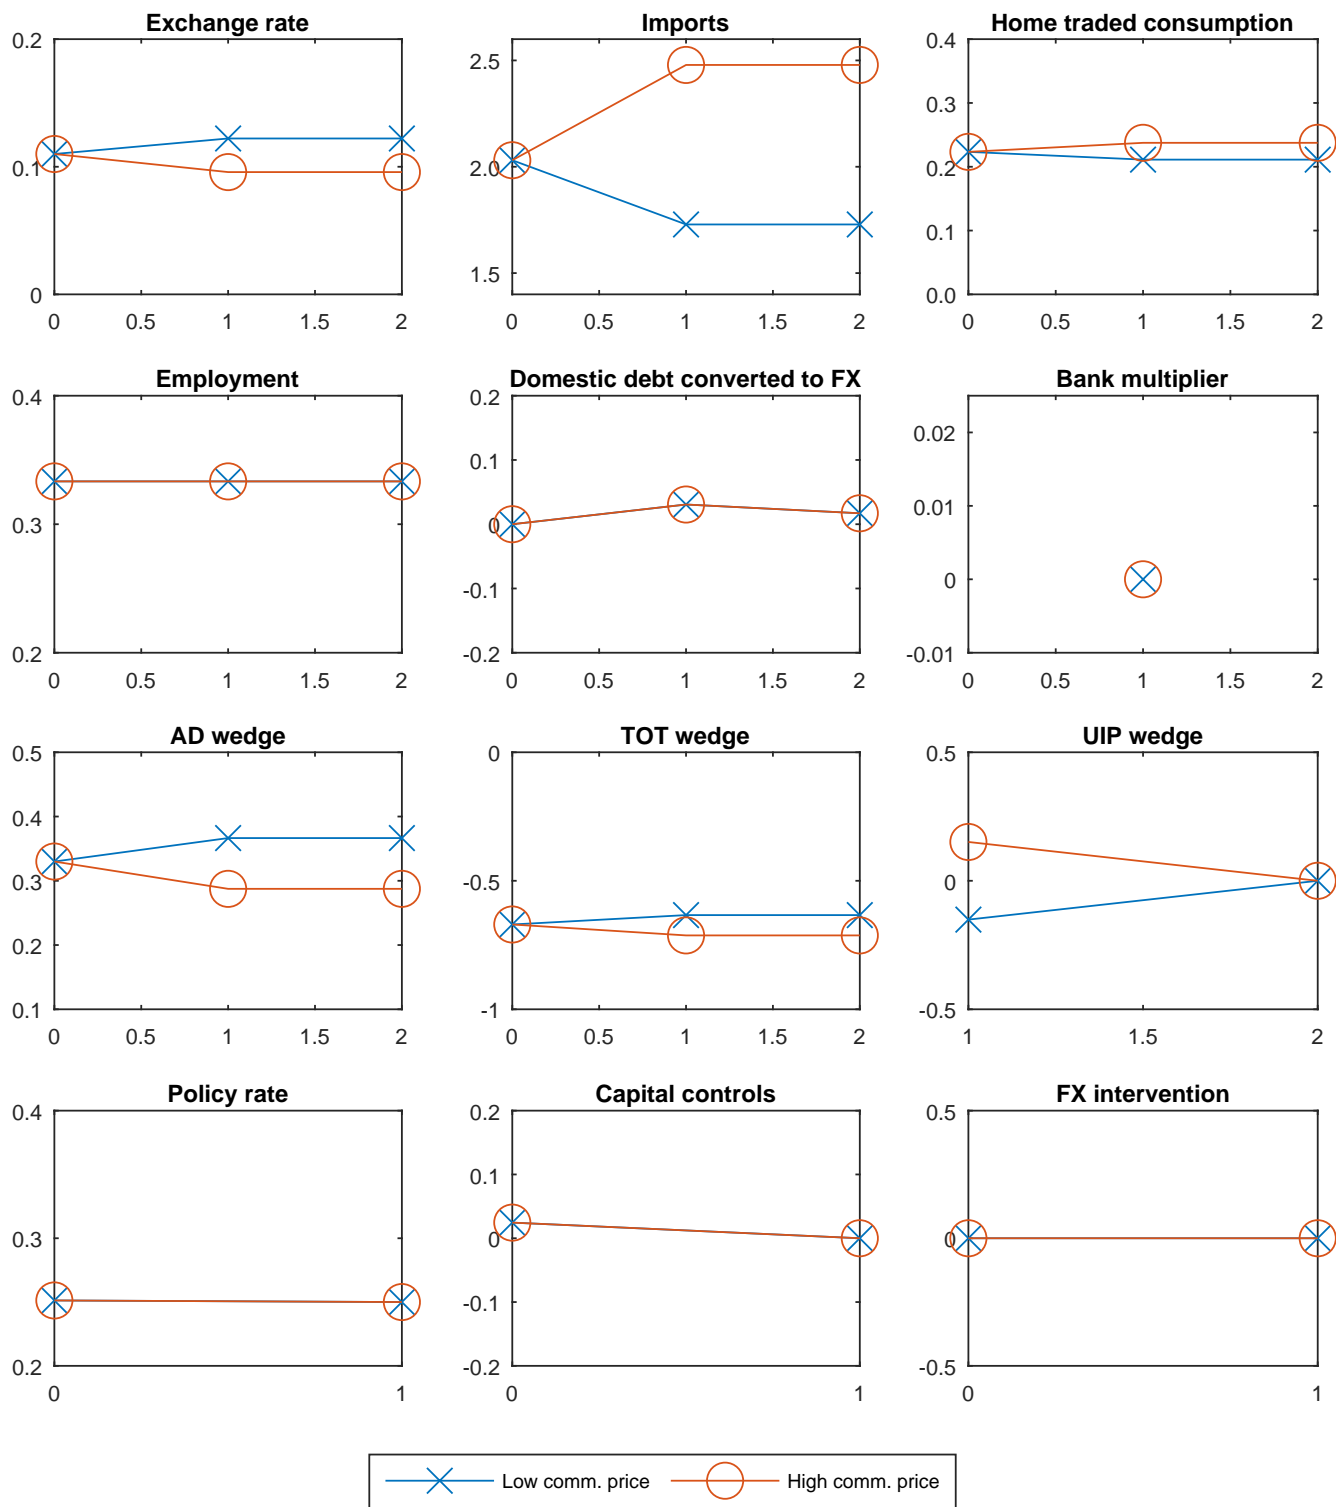 Exchange rate
0.2
0.1
0
0 0.5 1 1.5 2
Imports
2.5
2.0
1.5
0 0.5 1 1.5 2
Home traded consumption
0.4
0.3
0.2
0.1
0.0
0 0.5 1 1.5 2
Employment
0.4
0.3
0.2
0 0.5 1 1.5 2
Domestic debt converted to FX
0.2
0.1
0
-0.1
-0.2
0 0.5 1 1.5 2
Bank multiplier
0.02
0.01
0
-0.01
0 0.5 1 1.5 2
AD wedge
0.5
0.4
0.3
0.2
0.1
0 0.5 1 1.5 2
TOT wedge
0
-0.5
-1
0 0.5 1 1.5 2
UIP wedge
0.5
0
-0.5
1 1.5 2
Policy rate
0.4
0.3
0.2
0 1
Capital controls
0.2
0.1
0
-0.1
-0.2
0 1
FX intervention
0.5
0
-0.5
0 1
Low comm. price High comm. price